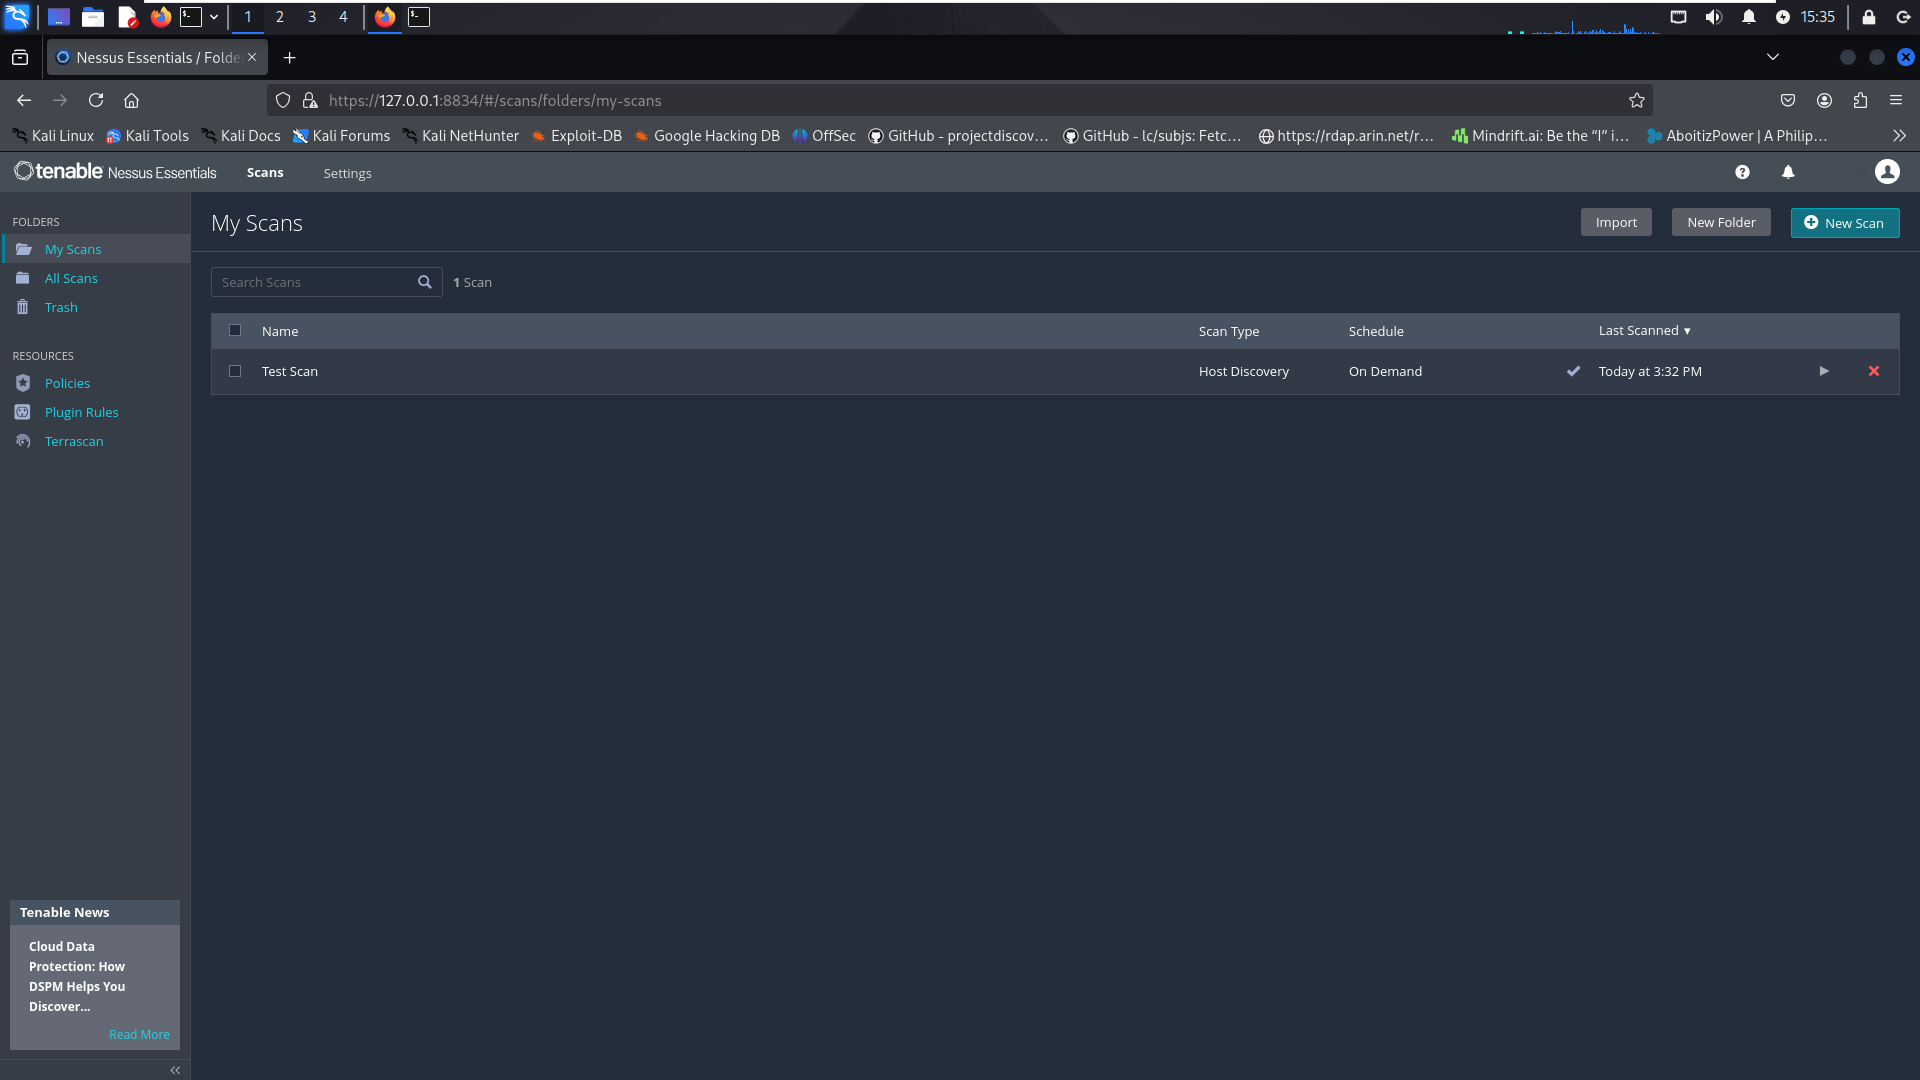 1 2 3 4 15:35
Nessus Essentials / Folde
https://127.0.0.1:8834/#/scans/folders/my-scans
Kali Linux Kali Tools Kali Docs Kali Forums Kali NetHunter Exploit-DB Google Hacking DB OffSec GitHub - projectdiscov... GitHub - lc/subjs: Fetc... https://rdap.arin.net/r... Mindrift.ai: Be the “I” i... AboitizPower | A Philip...
tenable Nessus Essentials Scans Settings
FOLDERS
My Scans
All Scans
Trash
RESOURCES
Policies
Plugin Rules
Terrascan
My Scans Import New Folder New Scan
Search Scans 1 Scan
Name Scan Type Schedule Last Scanned ▼
Test Scan Host Discovery On Demand Today at 3:32 PM
Tenable News
Cloud Data
Protection: How
DSPM Helps You
Discover...
Read More